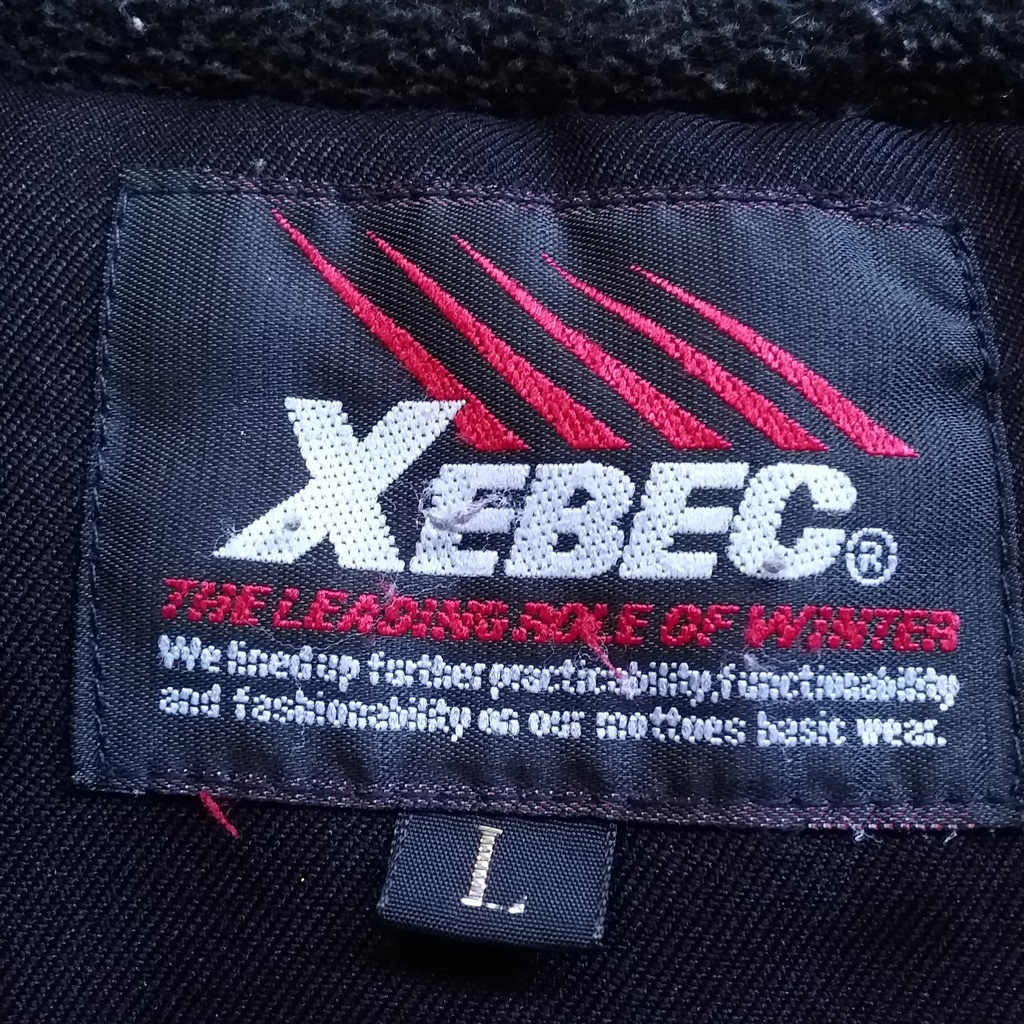 XEBEC®
THE LEADING ROLE OF WINTER
We lined up further practicability, functionability
and fashionability as our mottoes basic wear.
L